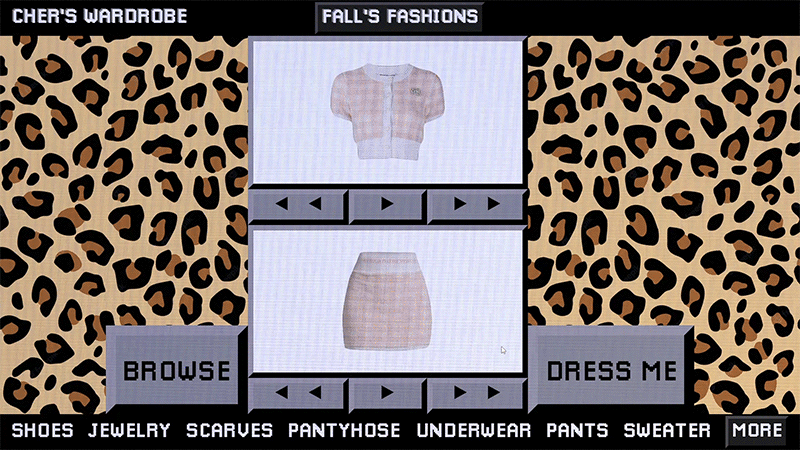 CHER'S WARDROBE
FALL'S FASHIONS
BROWSE
DRESS ME
SHOES JEWELRY SCARVES PANTYHOSE UNDERWEAR PANTS SWEATER MORE